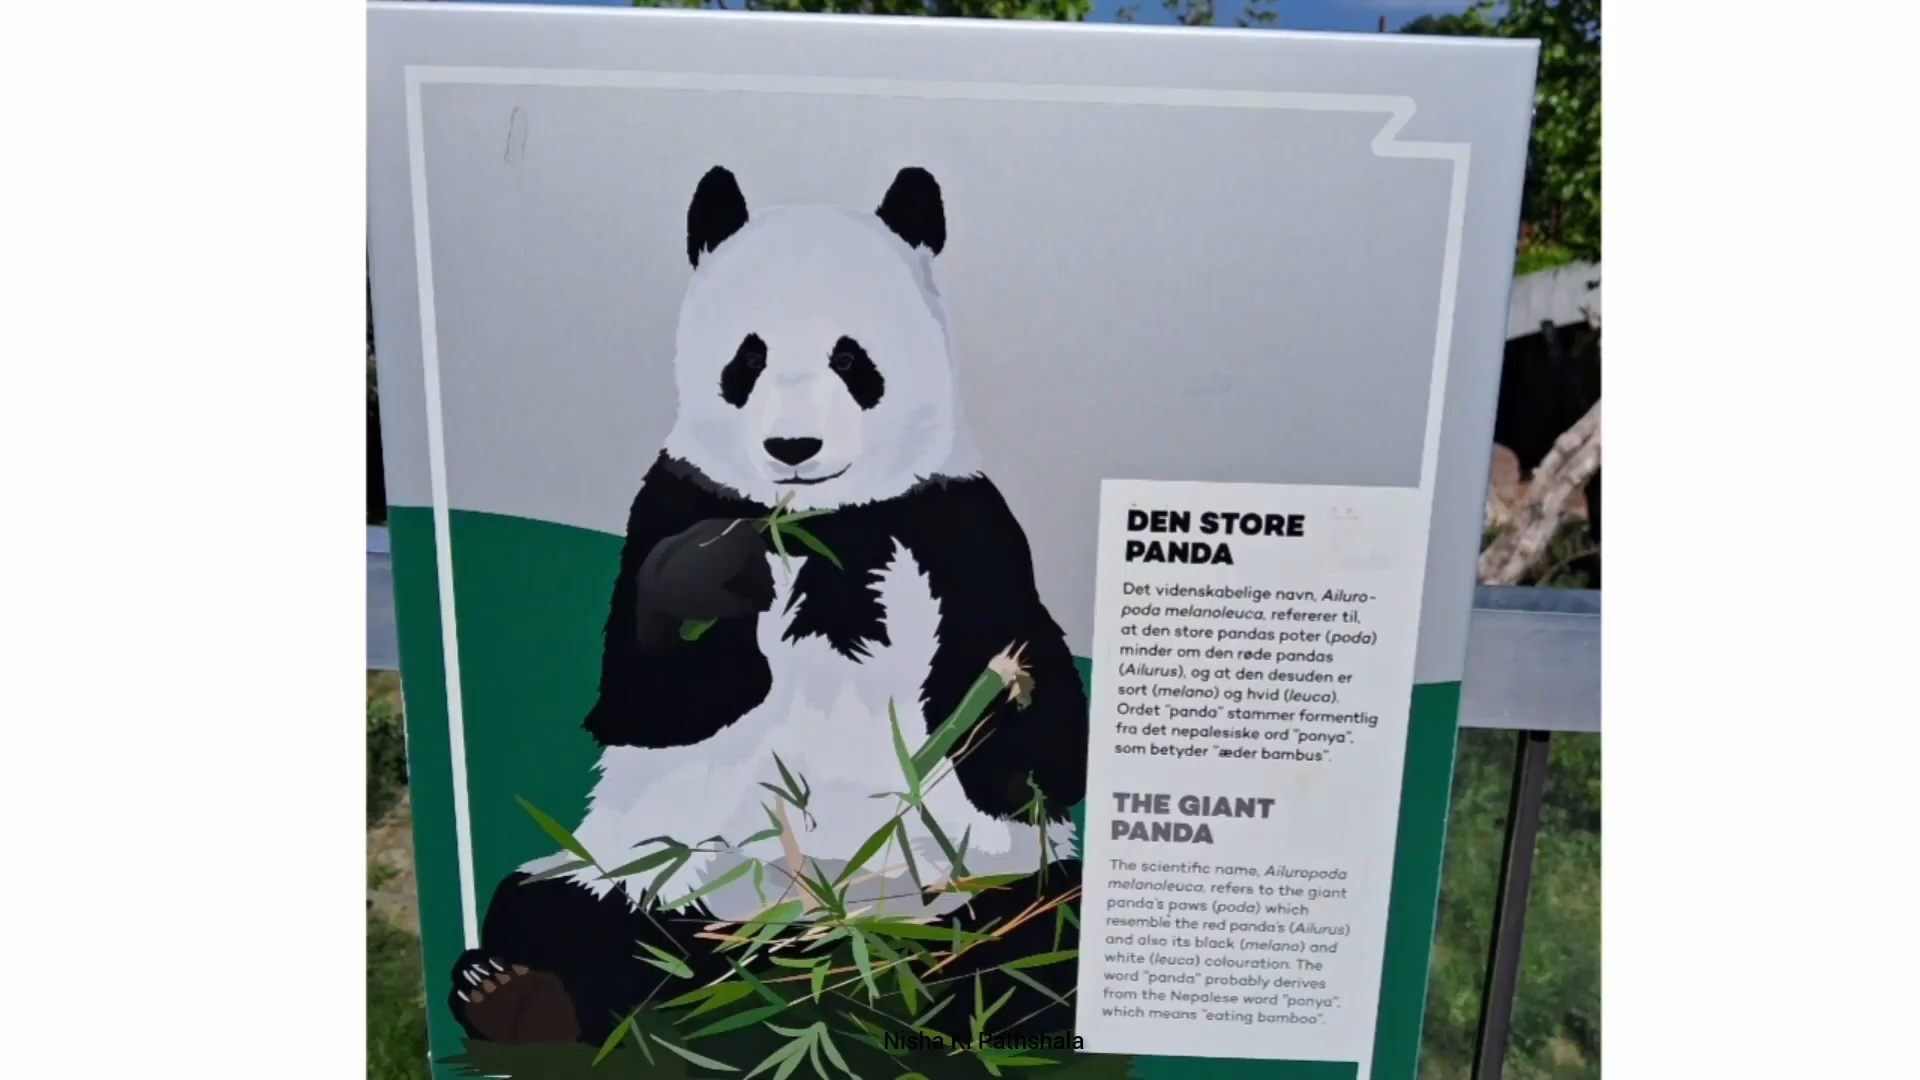 DEN STORE
PANDA
Det videnskabelige navn, Ailuro-
poda melanoleuca, refererer til,
at den store pandas poter (poda)
minder om den røde pandas
(Ailurus), og at den desuden er
sort (melano) og hvid (leuca).
Ordet "panda" stammer formentlig
fra det nepalesiske ord "ponya",
som betyder "æder bambus".
THE GIANT
PANDA
The scientific name, Ailuropoda
melanoleuca, refers to the giant
panda's paws (poda) which
resemble the red panda's (Ailurus)
and also its black (melano) and
white (leuca) colouration. The
word "panda" probably derives
from the Nepalese word "ponya",
which means "eating bamboo".
Nisha Ki Pathshala